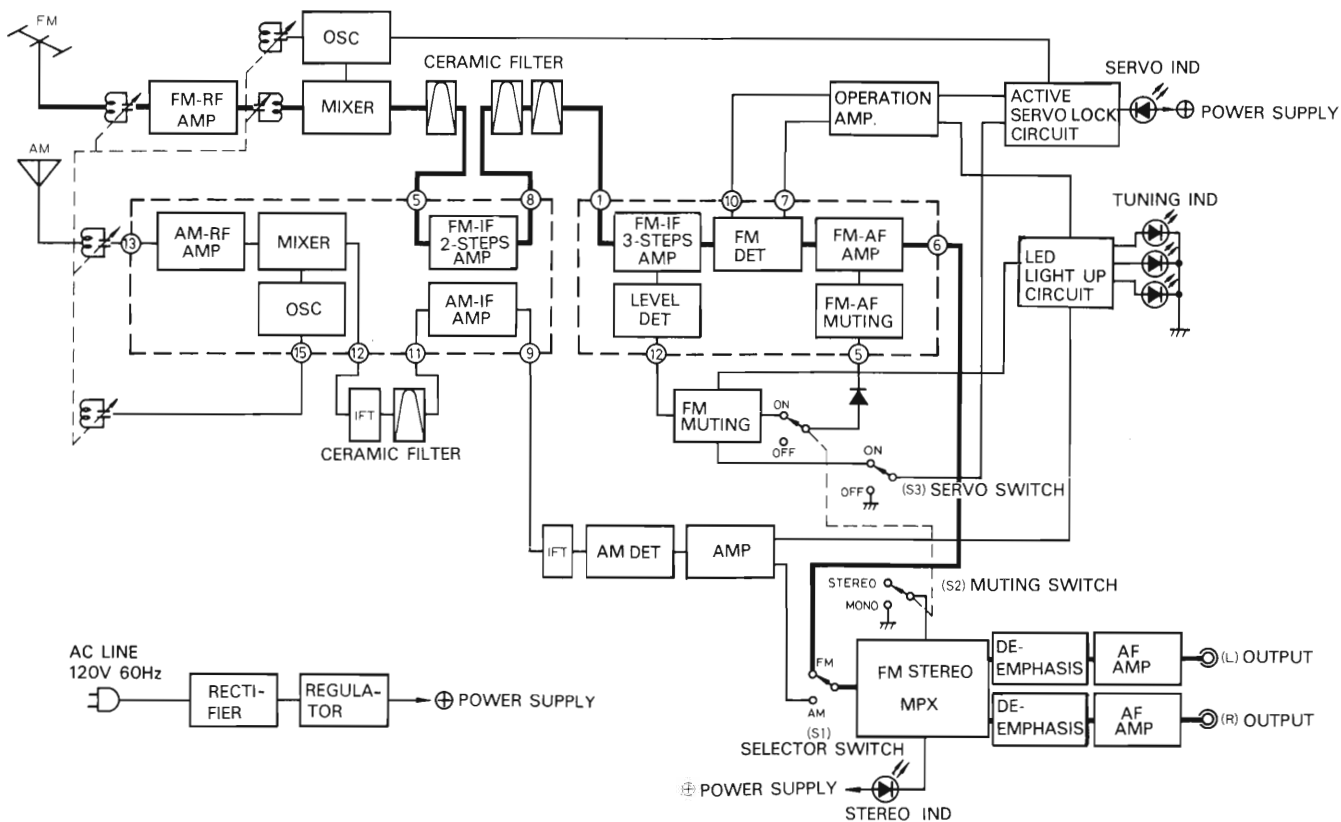 FM
OSC
CERAMIC FILTER
FM-RF
AMP
MIXER
OPERATION
AMP.
ACTIVE
SERVO LOCK
CIRCUIT
SERVO IND
⊕ POWER SUPPLY
AM
5
8
1
10
7
13
AM-RF
AMP
MIXER
FM-IF
2-STEPS
AMP
FM-IF
3-STEPS
AMP
FM
DET
FM-AF
AMP
6
TUNING IND
LED
LIGHT UP
CIRCUIT
OSC
AM-IF
AMP
LEVEL
DET
FM-AF
MUTING
15
12
11
9
12
5
IFT
CERAMIC FILTER
FM
MUTING
ON
OFF
ON
OFF
(S3) SERVO SWITCH
IFT
AM DET
AMP
STEREO
MONO
(S2) MUTING SWITCH
AC LINE
120V 60Hz
RECTI-
FIER
REGULA-
TOR
⊕ POWER SUPPLY
FM
AM
(S1)
SELECTOR SWITCH
FM STEREO
MPX
DE-
EMPHASIS
AF
AMP
(L) OUTPUT
DE-
EMPHASIS
AF
AMP
(R) OUTPUT
⊕ POWER SUPPLY
STEREO IND